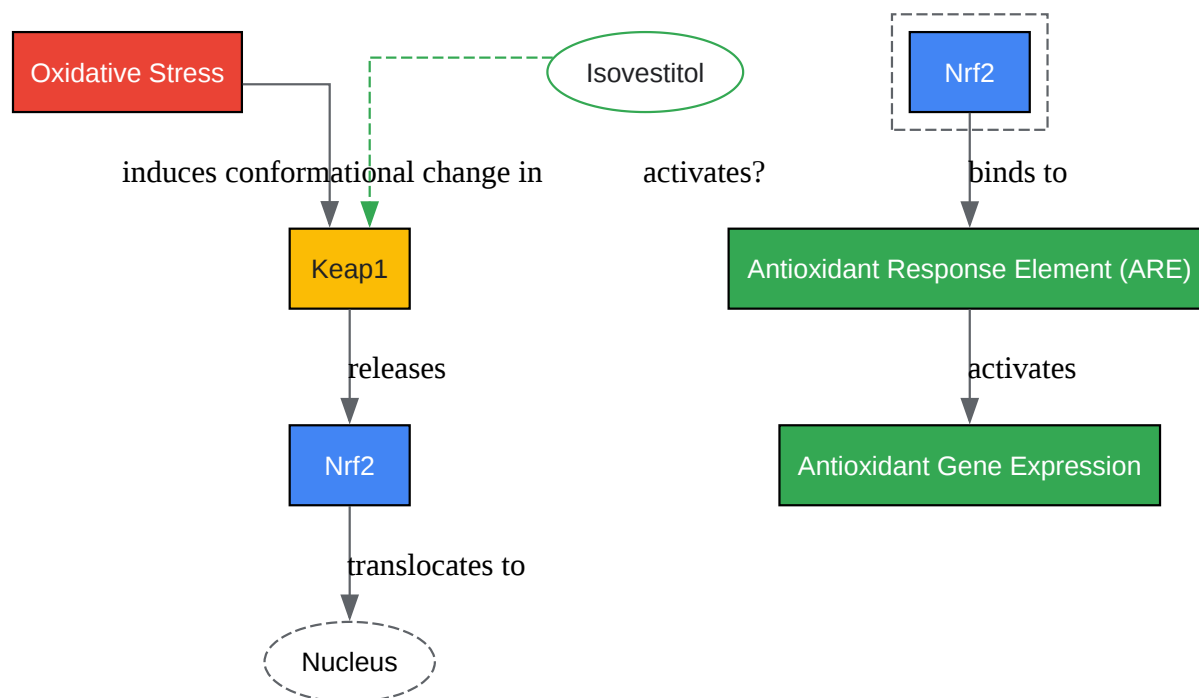 Oxidative Stress
Isovestitol
Nrf2
induces conformational change in
activates?
binds to
Keap1
Antioxidant Response Element (ARE)
releases
activates
Nrf2
Antioxidant Gene Expression
translocates to
Nucleus